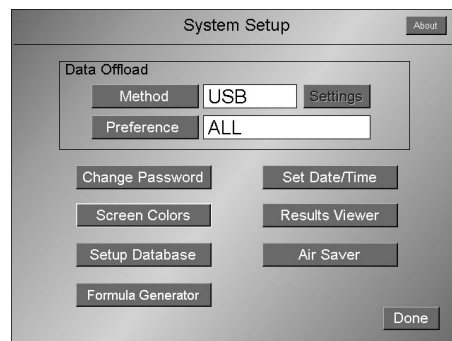 System Setup
About
Data Offload
Method USB Settings
Preference ALL
Change Password Set Date/Time
Screen Colors Results Viewer
Setup Database Air Saver
Formula Generator
Done